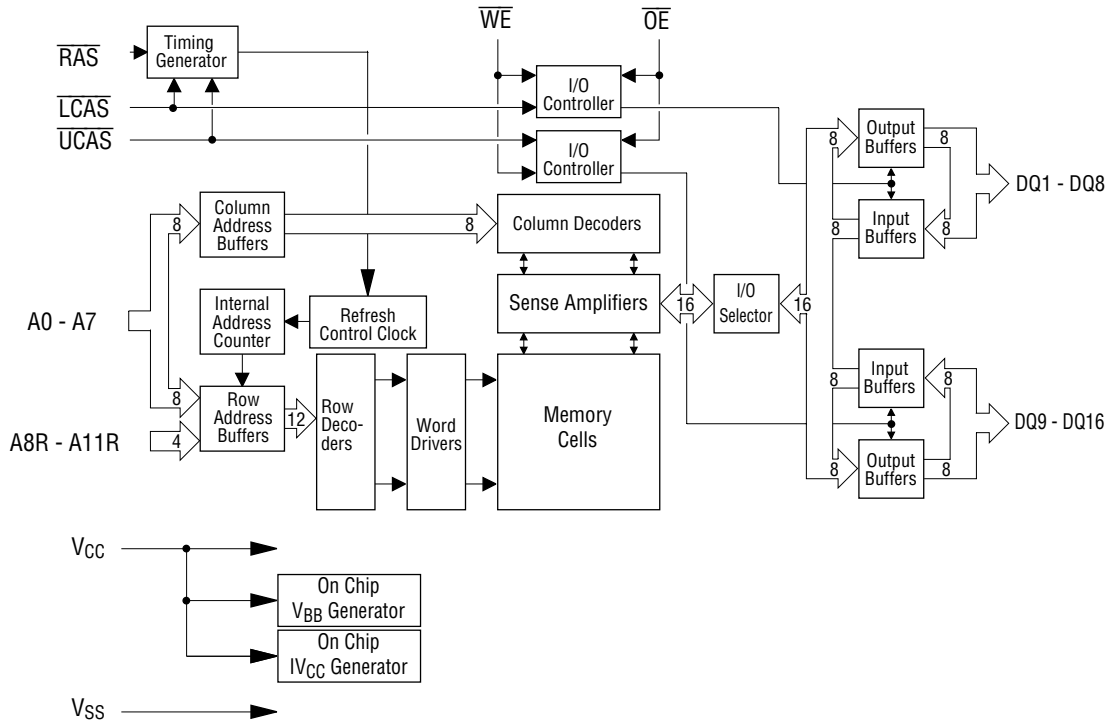 WE
OE
RAS
Timing
Generator
LCAS
UCAS
I/O
Controller
I/O
Controller
Output
Buffers
8
8
DQ1 - DQ8
Input
Buffers
8
8
Column
Address
Buffers
8
8
Column Decoders
A0 - A7
Internal
Address
Counter
Refresh
Control Clock
Sense Amplifiers
16
I/O
Selector
16
8
Row
Address
Buffers
12
Row
Deco-
ders
Word
Drivers
Memory
Cells
A8R - A11R
4
Input
Buffers
8
8
DQ9 - DQ16
Output
Buffers
8
8
VCC
On Chip
VBB Generator
On Chip
IVCC Generator
VSS